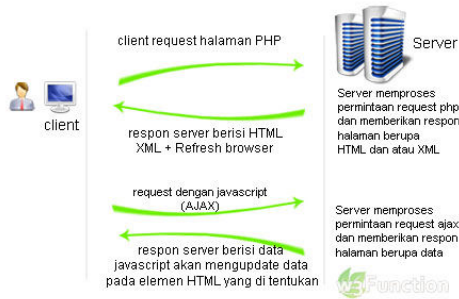 client request halaman PHP
Server
client
Server memproses
permintaan request php
dan memberikan respon
halaman berupa
HTML dan atau XML
respon server berisi HTML
XML + Refresh browser
request dengan javascript
(AJAX)
Server memproses
permintaan request ajax
dan memberikan respon
halaman berupa data
respon server berisi data
javascript akan mengupdate data
pada elemen HTML yang di tentukan